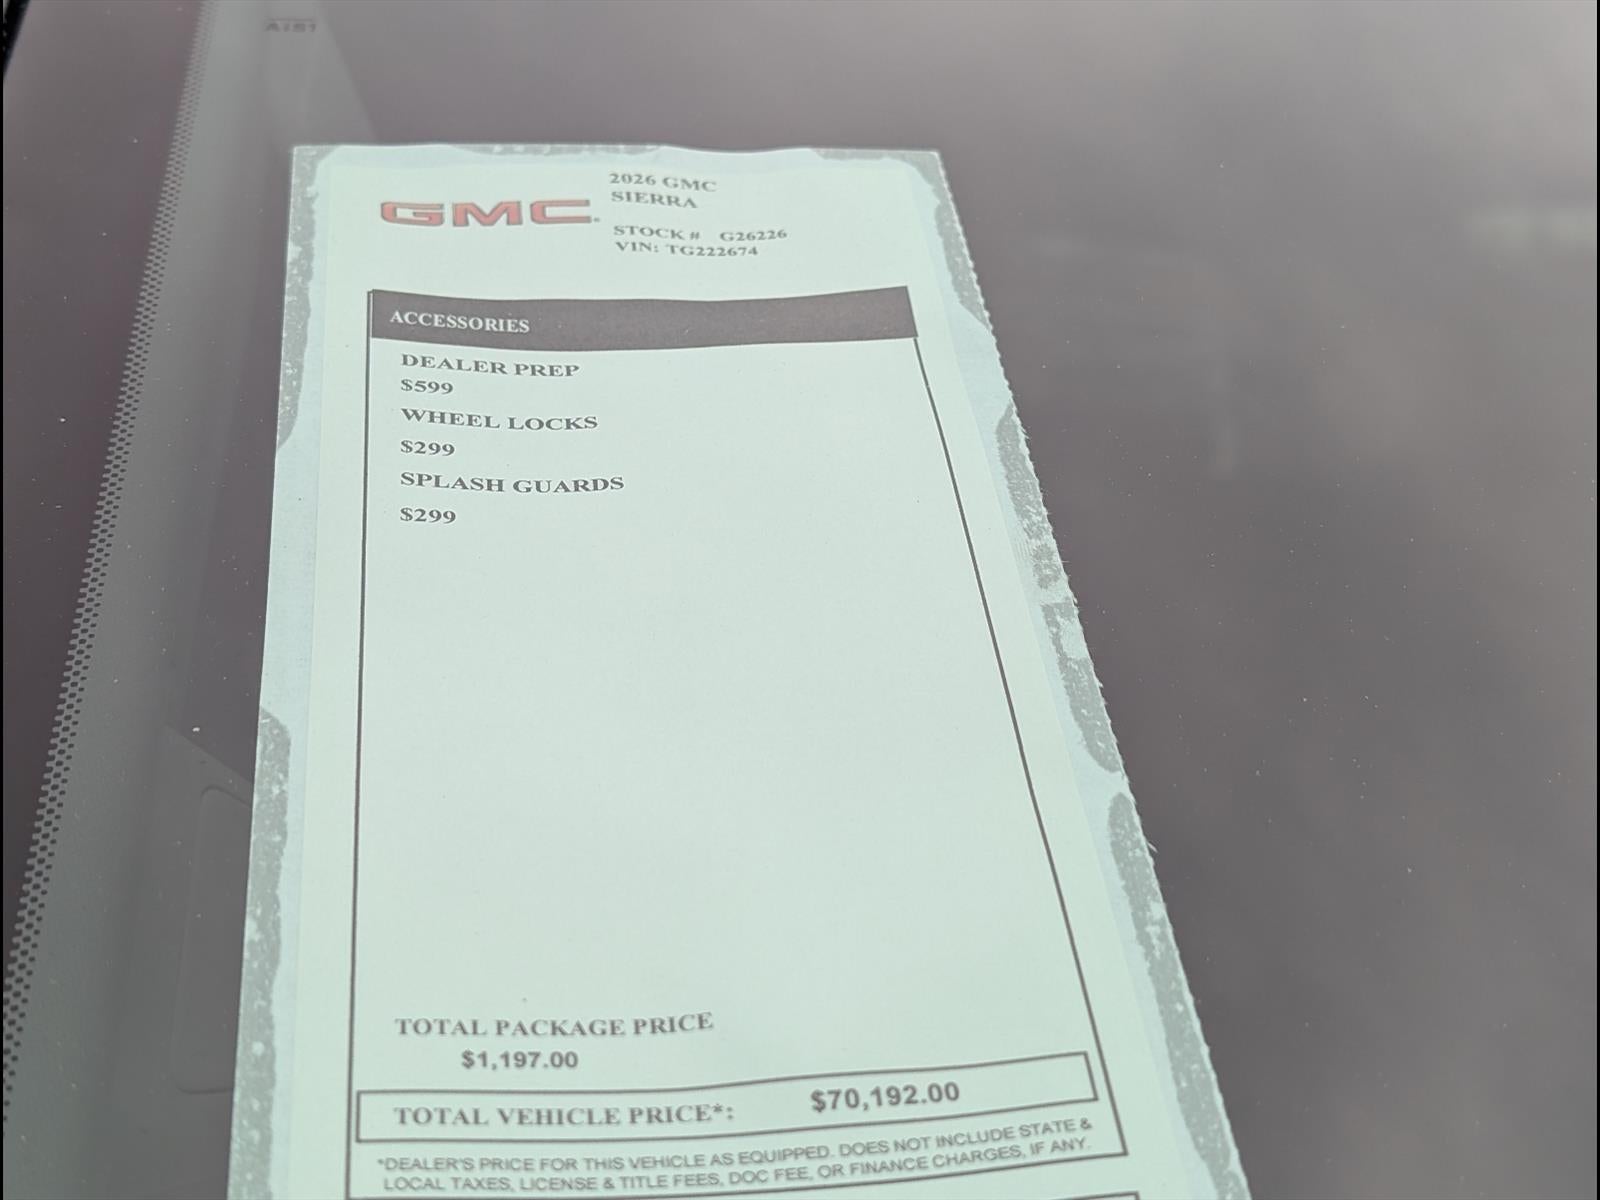 GMC
2026 GMC
SIERRA
STOCK # G26226
VIN: TG222674
ACCESSORIES
DEALER PREP
$599
WHEEL LOCKS
$299
SPLASH GUARDS
$299
TOTAL PACKAGE PRICE
$1,197.00
TOTAL VEHICLE PRICE*: $70,192.00
*DEALER'S PRICE FOR THIS VEHICLE AS EQUIPPED. DOES NOT INCLUDE STATE &
LOCAL TAXES, LICENSE & TITLE FEES, DOC FEE, OR FINANCE CHARGES, IF ANY.